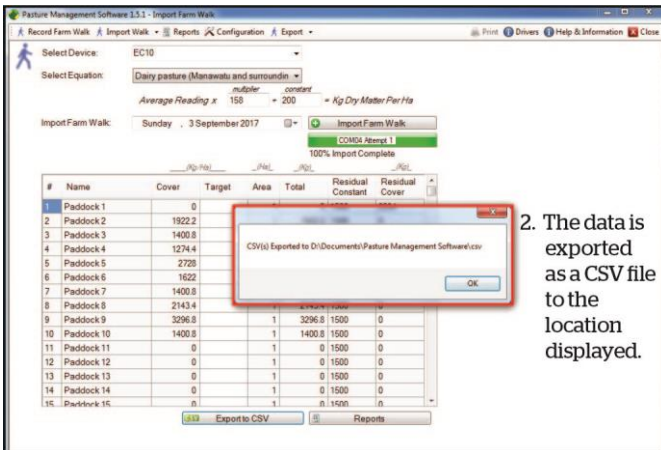 Pasture Management Software 1.5.1 - Import Farm Walk
Record Farm Walk Import Walk Reports Configuration Export Print Drivers Help & Information Close
Select Device: EC10
Select Equation: Dairy pasture (Manawatu and surroundin
multiplier constant
Average Reading x 158 + 200 = Kg Dry Matter Per Ha
Import Farm Walk: Sunday , 3 September 2017 Import Farm Walk
COM04 Attempt 1
100% Import Complete
# Name Cover Target Area Total Residual Constant Residual Cover
1 Paddock 1 0
2 Paddock 2 1922.2
3 Paddock 3 1400.8
4 Paddock 4 1274.4
5 Paddock 5 2728
6 Paddock 6 1622
7 Paddock 7 1400.8
8 Paddock 8 2143.4
9 Paddock 9 3296.8 1 3296.8 1500 0
10 Paddock 10 1400.8 1 1400.8 1500 0
11 Paddock 11 0 1 0 1500 0
12 Paddock 12 0 1 0 1500 0
13 Paddock 13 0 1 0 1500 0
14 Paddock 14 0 1 0 1500 0
15 Paddock 15 0 1 0 1500 0
CSV(s) Exported to D:\Documents\Pasture Management Software\csv
OK
Export to CSV Reports
2. The data is
exported
as a CSV file
to the
location
displayed.